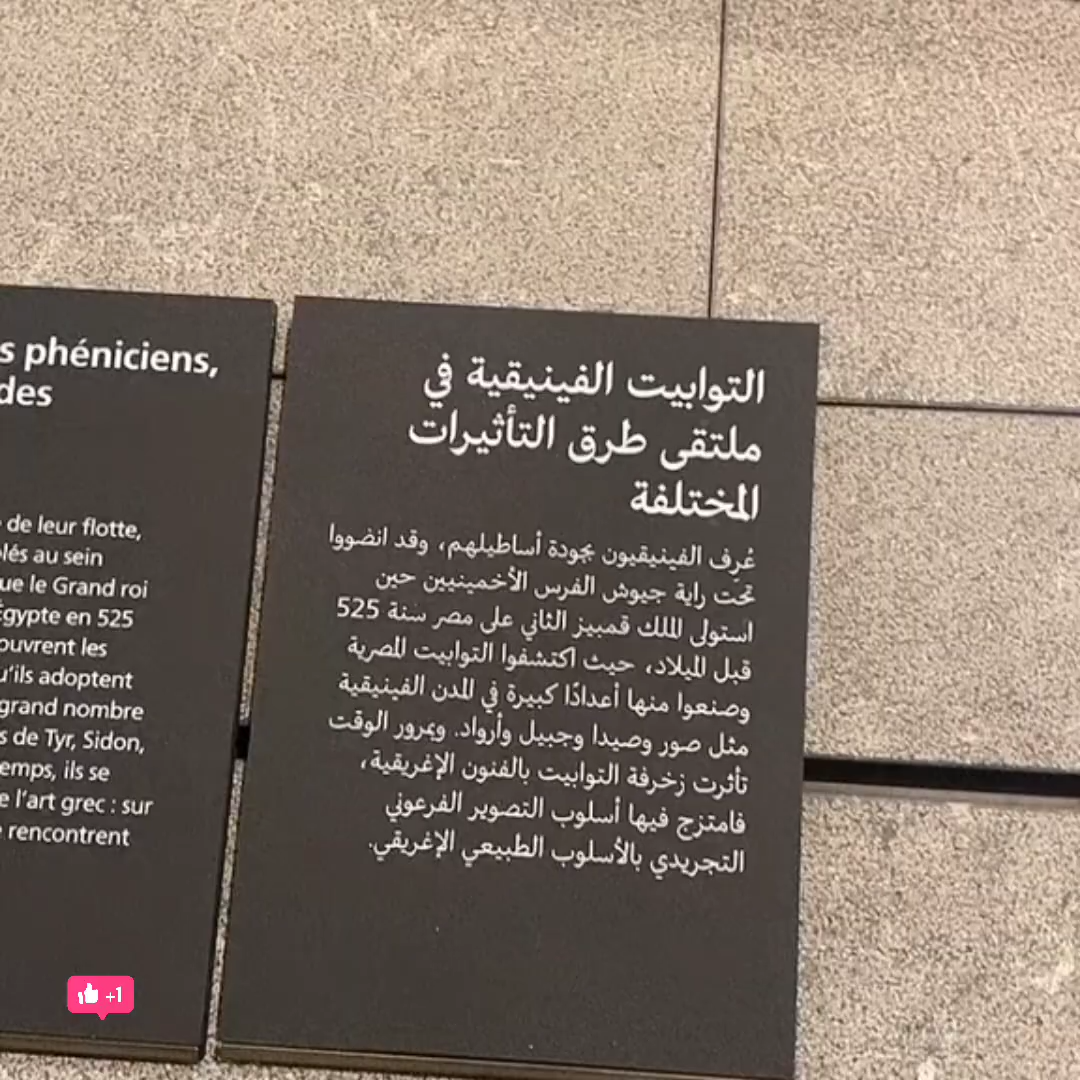 s phéniciens,
des
de leur flotte,
lés au sein
ue le Grand roi
Égypte en 525
ouvrent les
u'ils adoptent
grand nombre
s de Tyr, Sidon,
emps, ils se
e l'art grec : sur
rencontrent
التوابيت الفينيقية في
ملتقى طرق التأثيرات
المختلفة
عُرِف الفينيقيون بجودة أساطيلهم، وقد انضووا
تحت راية جيوش الفرس الأخمينيين حين
استولى الملك قمبيز الثاني على مصر سنة 525
قبل الميلاد، حيث اكتشفوا التوابيت المصرية
وصنعوا منها أعدادًا كبيرة في المدن الفينيقية
مثل صور وصيدا وجبيل وأرواد. وبمرور الوقت
تأثرت زخرفة التوابيت بالفنون الإغريقية،
فامتزج فيها أسلوب التصوير الفرعوني
التجريدي بالأسلوب الطبيعي الإغريقي.
+1